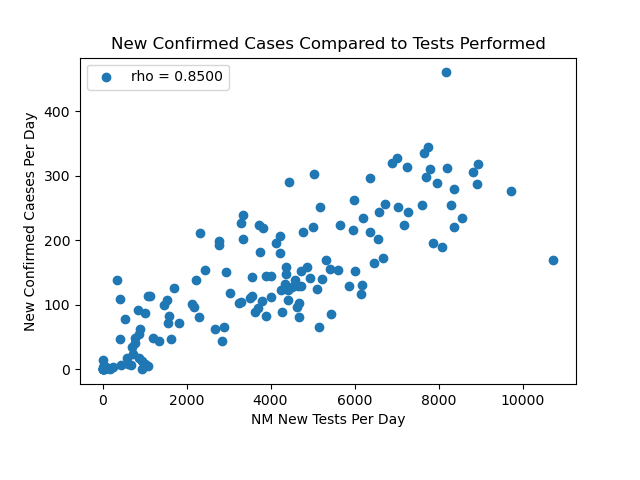 New Confirmed Cases Compared to Tests Performed
rho = 0.8500
New Confirmed Caeses Per Day
400
300
200
100
0
0 2000 4000 6000 8000 10000
NM New Tests Per Day